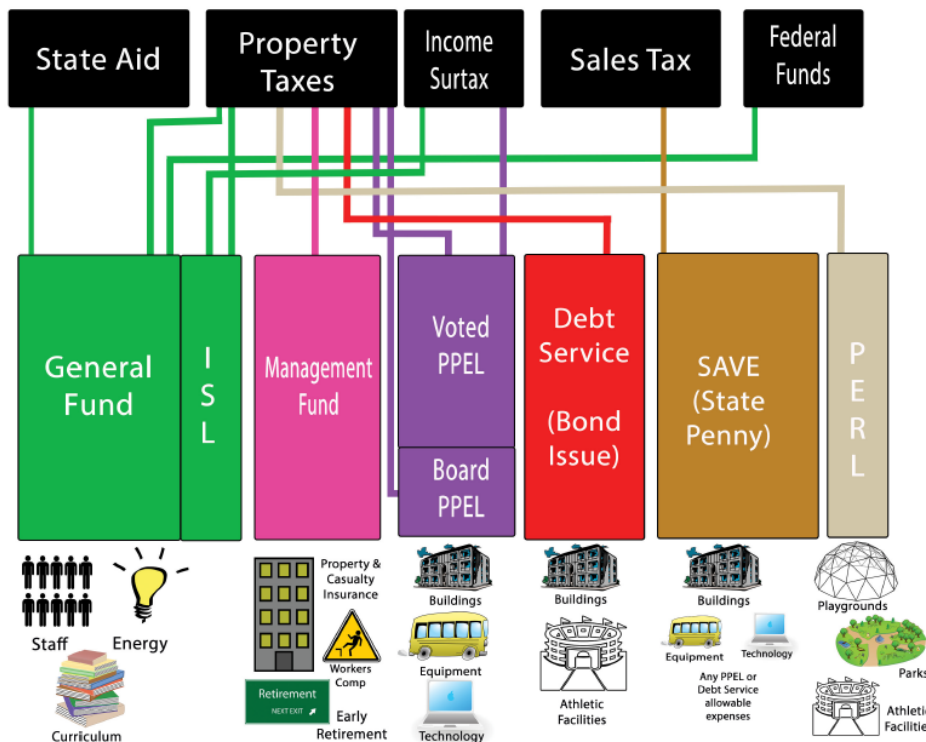 State Aid
Property
Taxes
Income
Surtax
Sales Tax
Federal
Funds
General
Fund
I
S
L
Management
Fund
Voted
PPEL
Board
PPEL
Debt
Service
(Bond
Issue)
SAVE
(State
Penny)
P
E
R
L
Staff
Energy
Curriculum
Property &
Casualty
Insurance
Workers
Comp
Retirement
NEXT EXIT
Early
Retirement
Buildings
Equipment
Technology
Buildings
Athletic
Facilities
Buildings
Equipment
Technology
Any PPEL or
Debt Service
allowable
expenses
Playgrounds
Parks
Athletic
Facilities